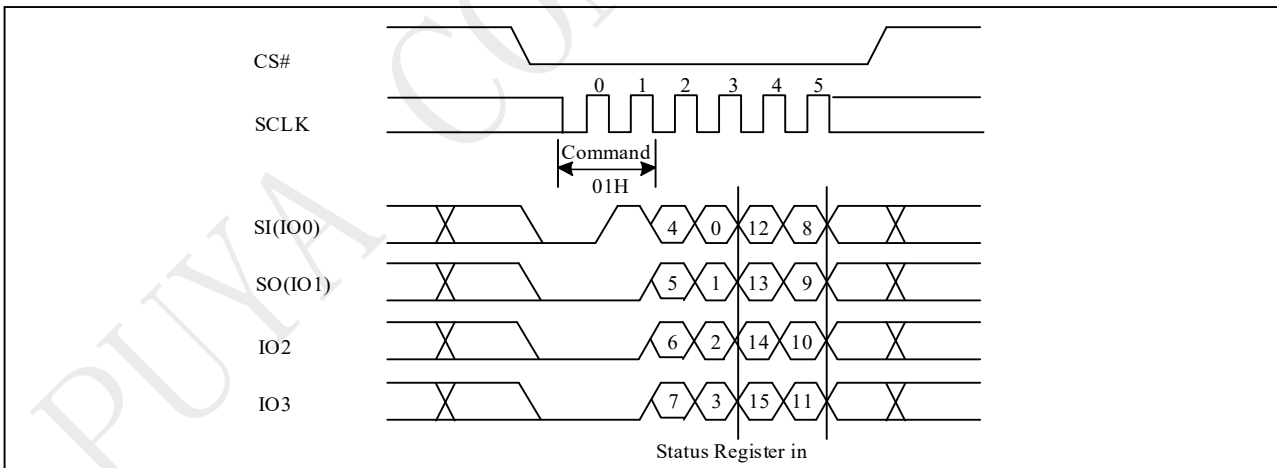 PUYA CON
CS#
0 1 2 3 4 5
SCLK
Command
01H
SI(IO0) 4 0 12 8
SO(IO1) 5 1 13 9
IO2 6 2 14 10
IO3 7 3 15 11
Status Register in